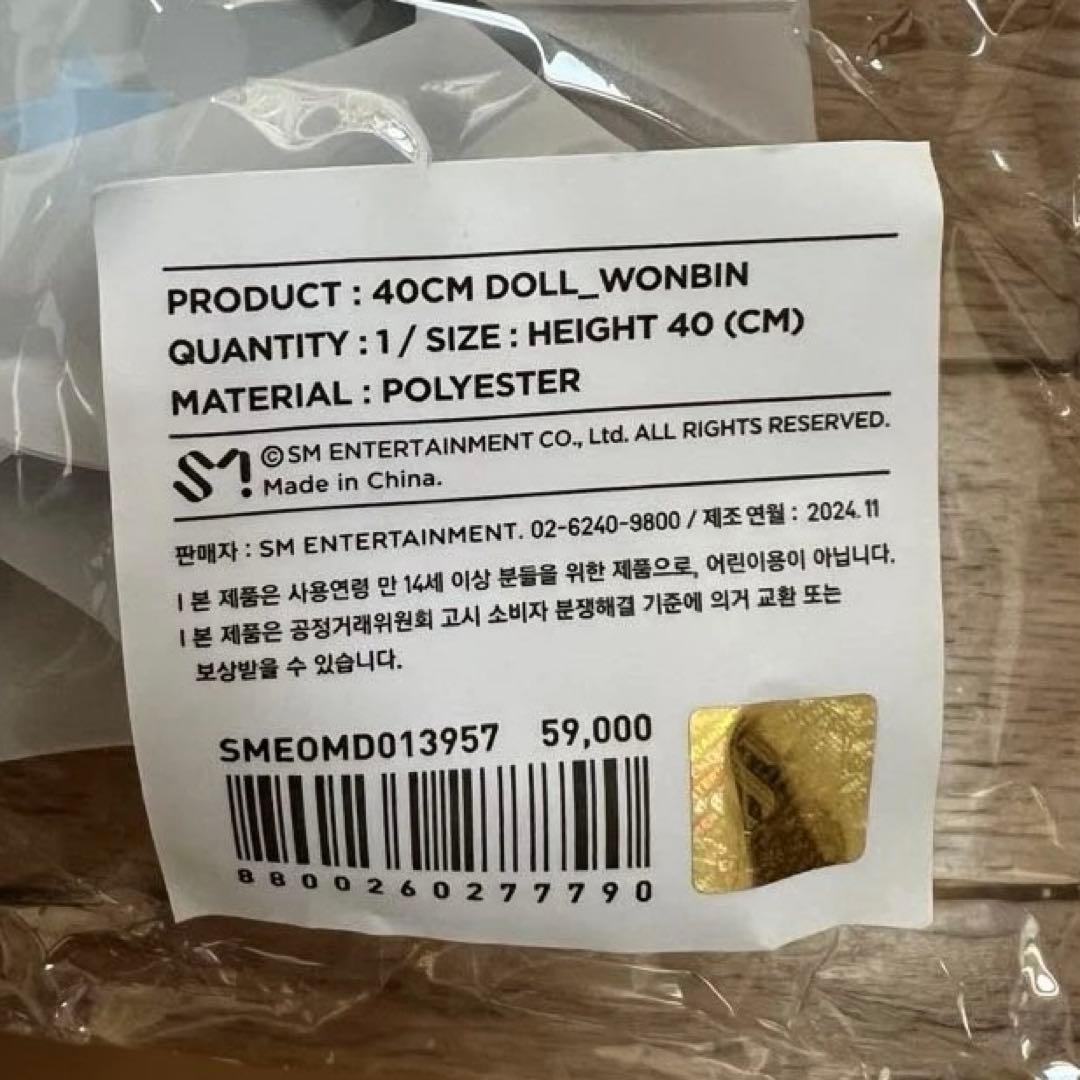 PRODUCT : 40CM DOLL_WONBIN
QUANTITY : 1 / SIZE : HEIGHT 40 (CM)
MATERIAL : POLYESTER
SM! ©SM ENTERTAINMENT CO., Ltd. ALL RIGHTS RESERVED.
Made in China.
판매자 : SM ENTERTAINMENT. 02-6240-9800 / 제조연월 : 2024.11
I 본 제품은 사용연령 만 14세 이상 분들을 위한 제품으로, 어린이용이 아닙니다.
I 본 제품은 공정거래위원회 고시 소비자 분쟁해결 기준에 의거 교환 또는
보상받을 수 있습니다.
SMEOMD013957 59,000
8800260277790